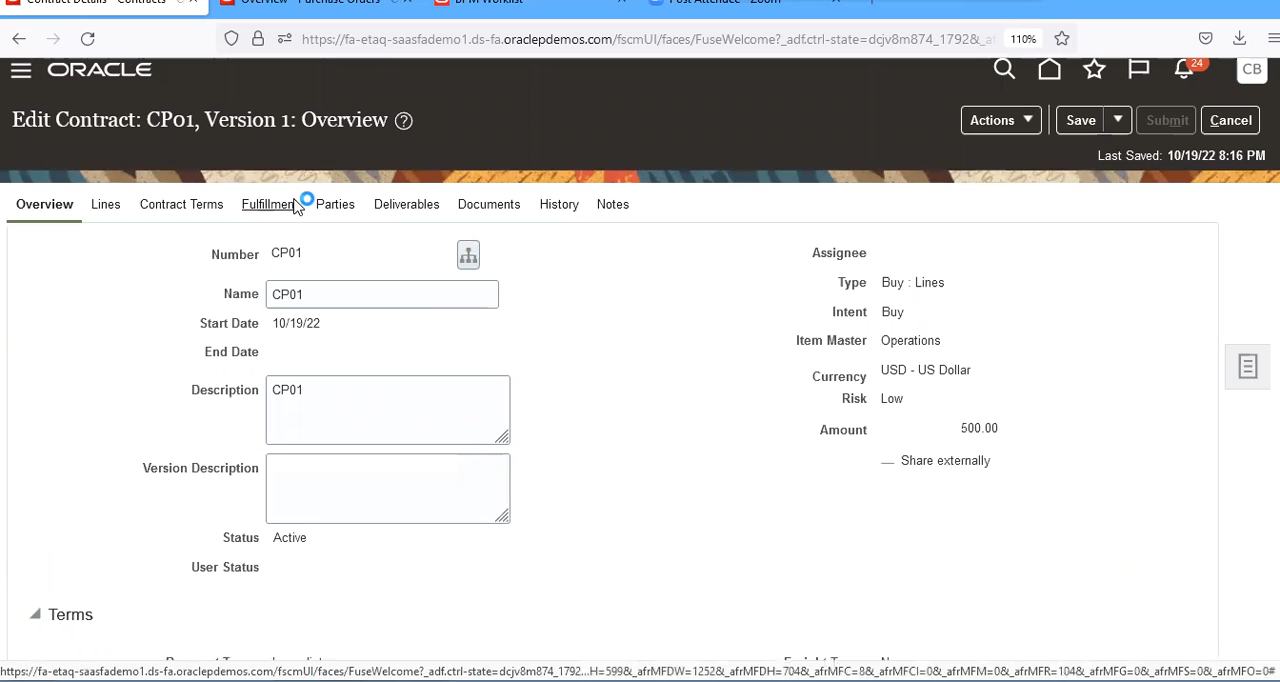 Contract Details - Contracts
Overview - Purchase Orders
BPM Worklist
Post Attendee - Zoom
https://fa-etaq-saasfademo1.ds-fa.oraclepdemos.com/fscmUI/faces/FuseWelcome?_adf.ctrl-state=dcjv8m874_1792&_a
110%
ORACLE
24
CB
Edit Contract: CP01, Version 1: Overview
Actions
Save
Submit
Cancel
Last Saved: 10/19/22 8:16 PM
Overview Lines Contract Terms Fulfillment Parties Deliverables Documents History Notes
Number CP01
Name CP01
Start Date 10/19/22
End Date
Description CP01
Version Description
Status Active
User Status
Assignee
Type Buy : Lines
Intent Buy
Item Master Operations
Currency USD - US Dollar
Risk Low
Amount 500.00
Share externally
Terms
https://fa-etaq-saasfademo1.ds-fa.oraclepdemos.com/fscmUI/faces/FuseWelcome?_adf.ctrl-state=dcjv8m874_1792...H=599&_afrMFDW=1252&_afrMFDH=704&_afrMFC=8&_afrMFCI=0&_afrMFM=0&_afrMFR=104&_afrMFG=0&_afrMFS=0&_afrMFO=0#